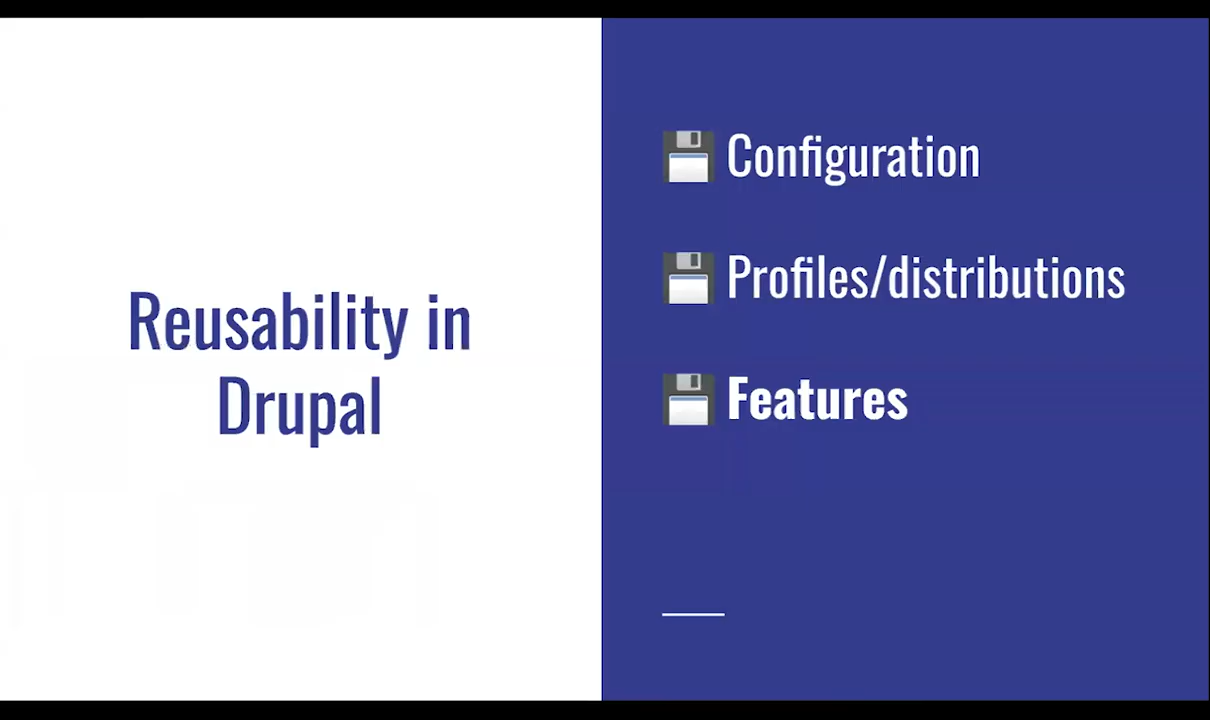 Reusability in
Drupal
💾 Configuration
💾 Profiles/distributions
💾 Features